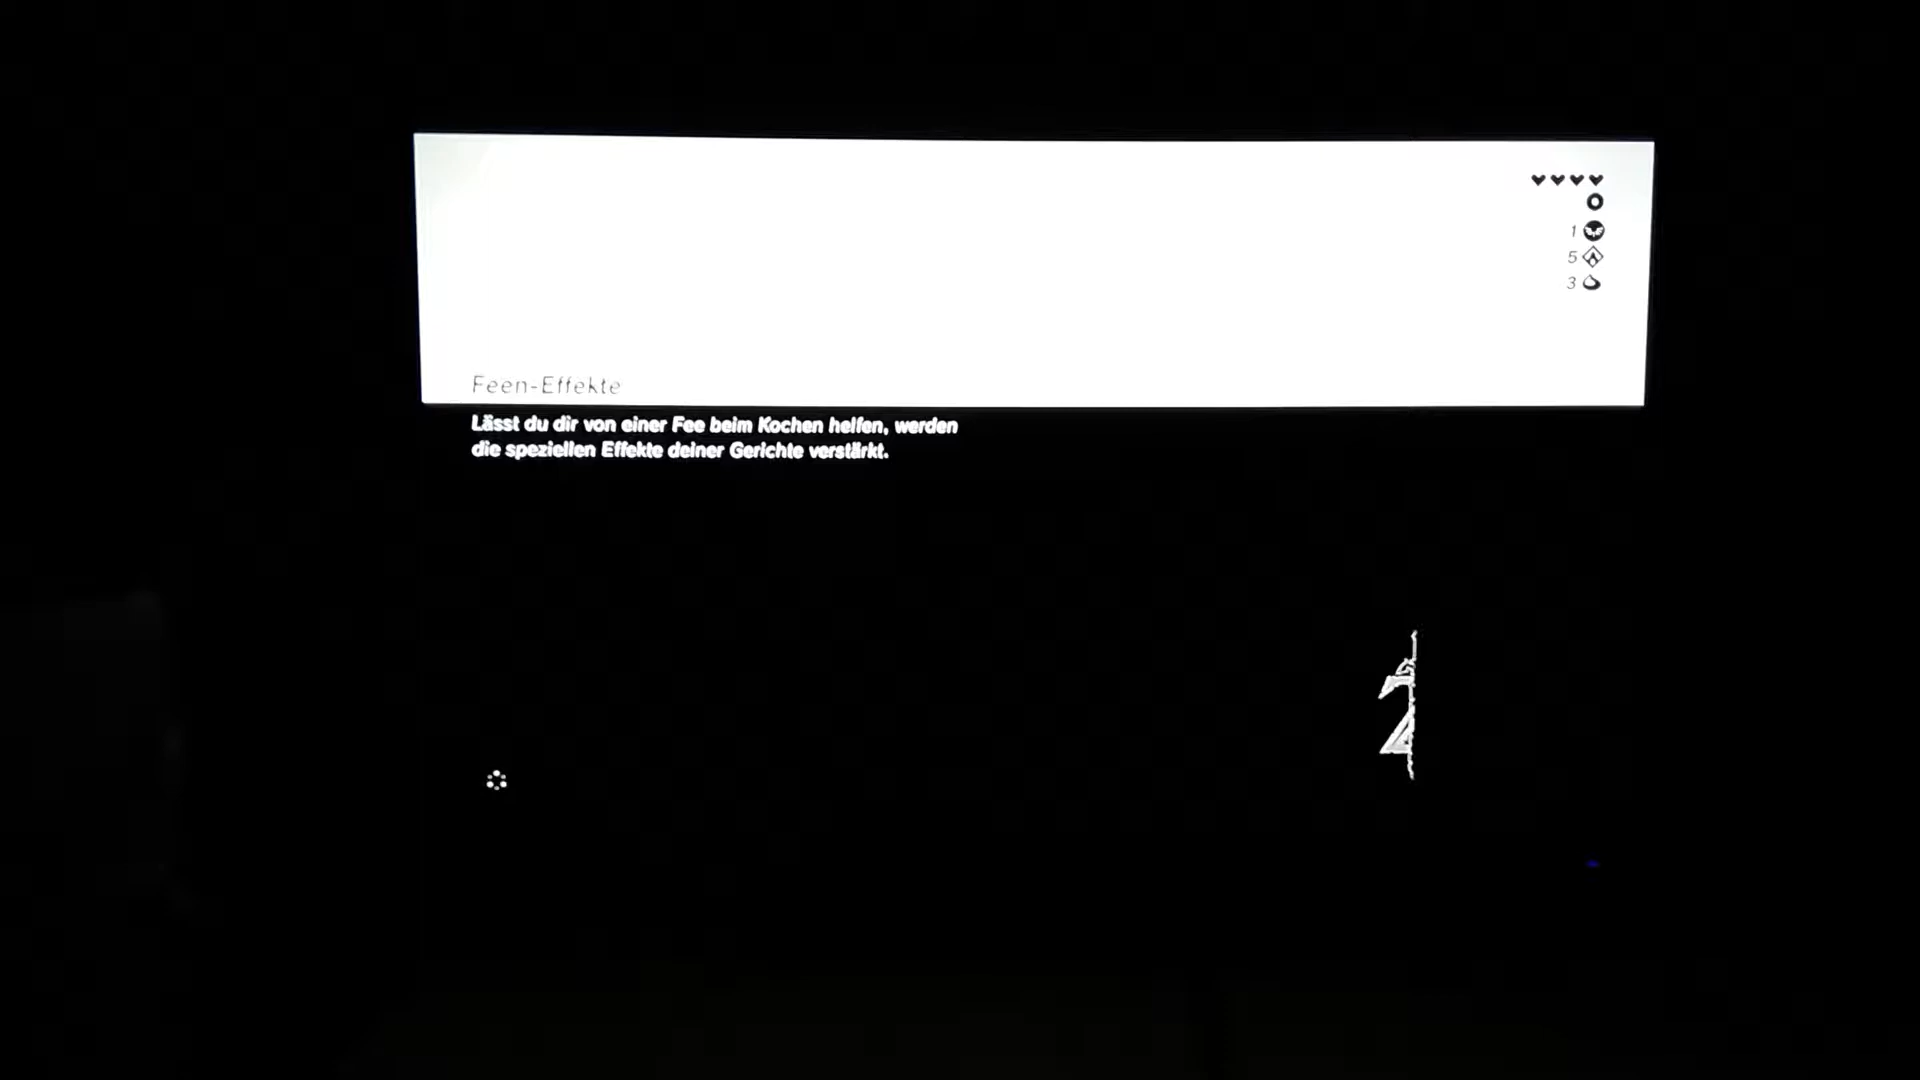 1
5
3
Feen-Effekte
Lässt du dir von einer Fee beim Kochen helfen, werden
die speziellen Effekte deiner Gerichte verstärkt.